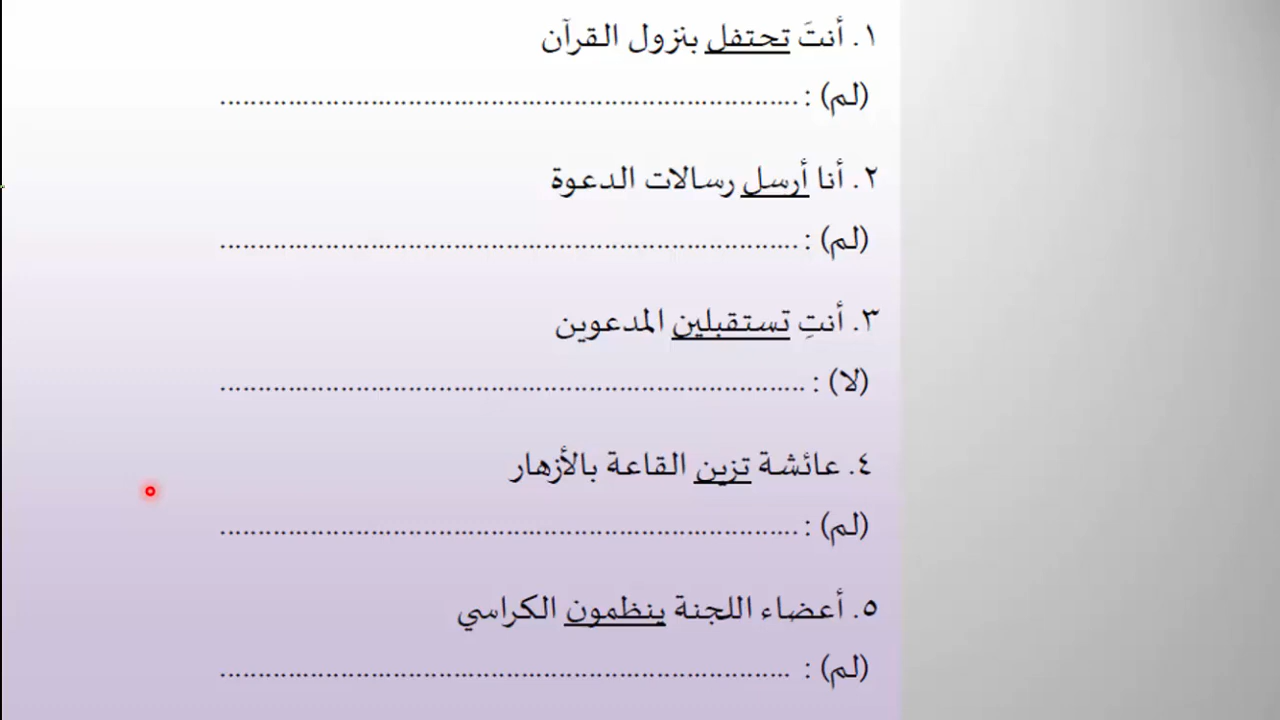 ١. أنتَ تحتفل بنزول القرآن
(لم) : ..............................................................................
٢. أنا أرسل رسالات الدعوة
(لم) : ..............................................................................
٣. أنتِ تستقبلين المدعوين
(لا) : ..............................................................................
٤. عائشة تزين القاعة بالأزهار
(لم) : ..............................................................................
٥. أعضاء اللجنة ينظمون الكراسي
(لم) : ..............................................................................